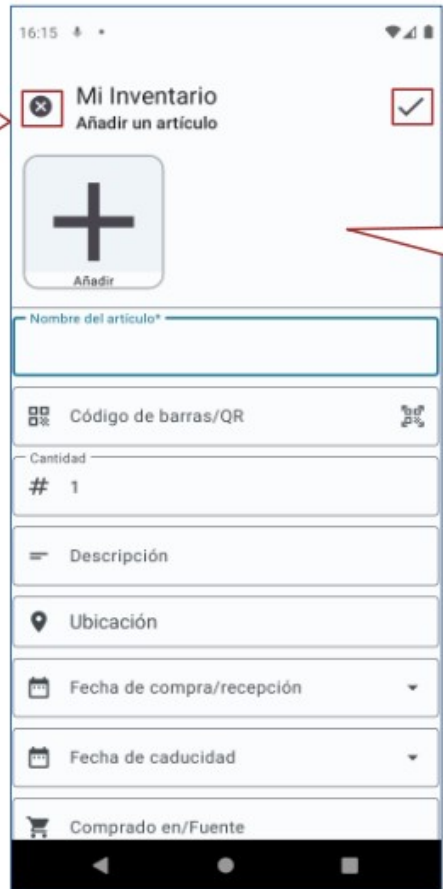 16:15
Mi Inventario
Añadir un artículo
Añadir
Nombre del artículo*
Código de barras/QR
Cantidad
# 1
Descripción
Ubicación
Fecha de compra/recepción
Fecha de caducidad
Comprado en/Fuente